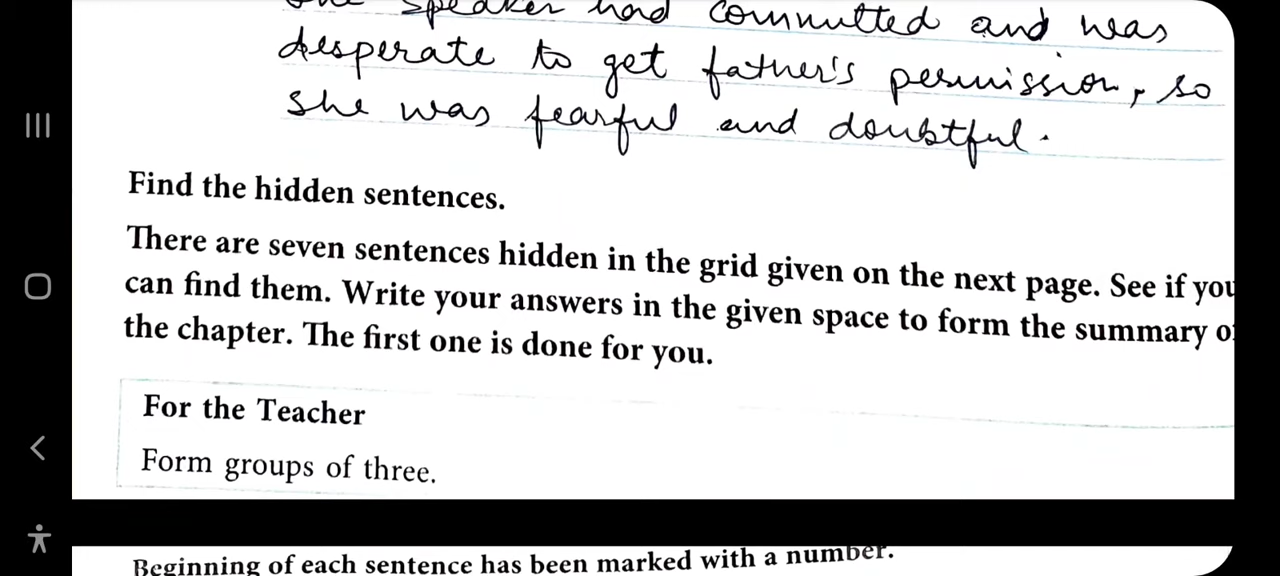 the speaker had committed and was
desperate to get father's permission, so
she was fearful and doubtful.
Find the hidden sentences.
There are seven sentences hidden in the grid given on the next page. See if you
can find them. Write your answers in the given space to form the summary o
the chapter. The first one is done for you.
For the Teacher
Form groups of three.
Beginning of each sentence has been marked with a number.